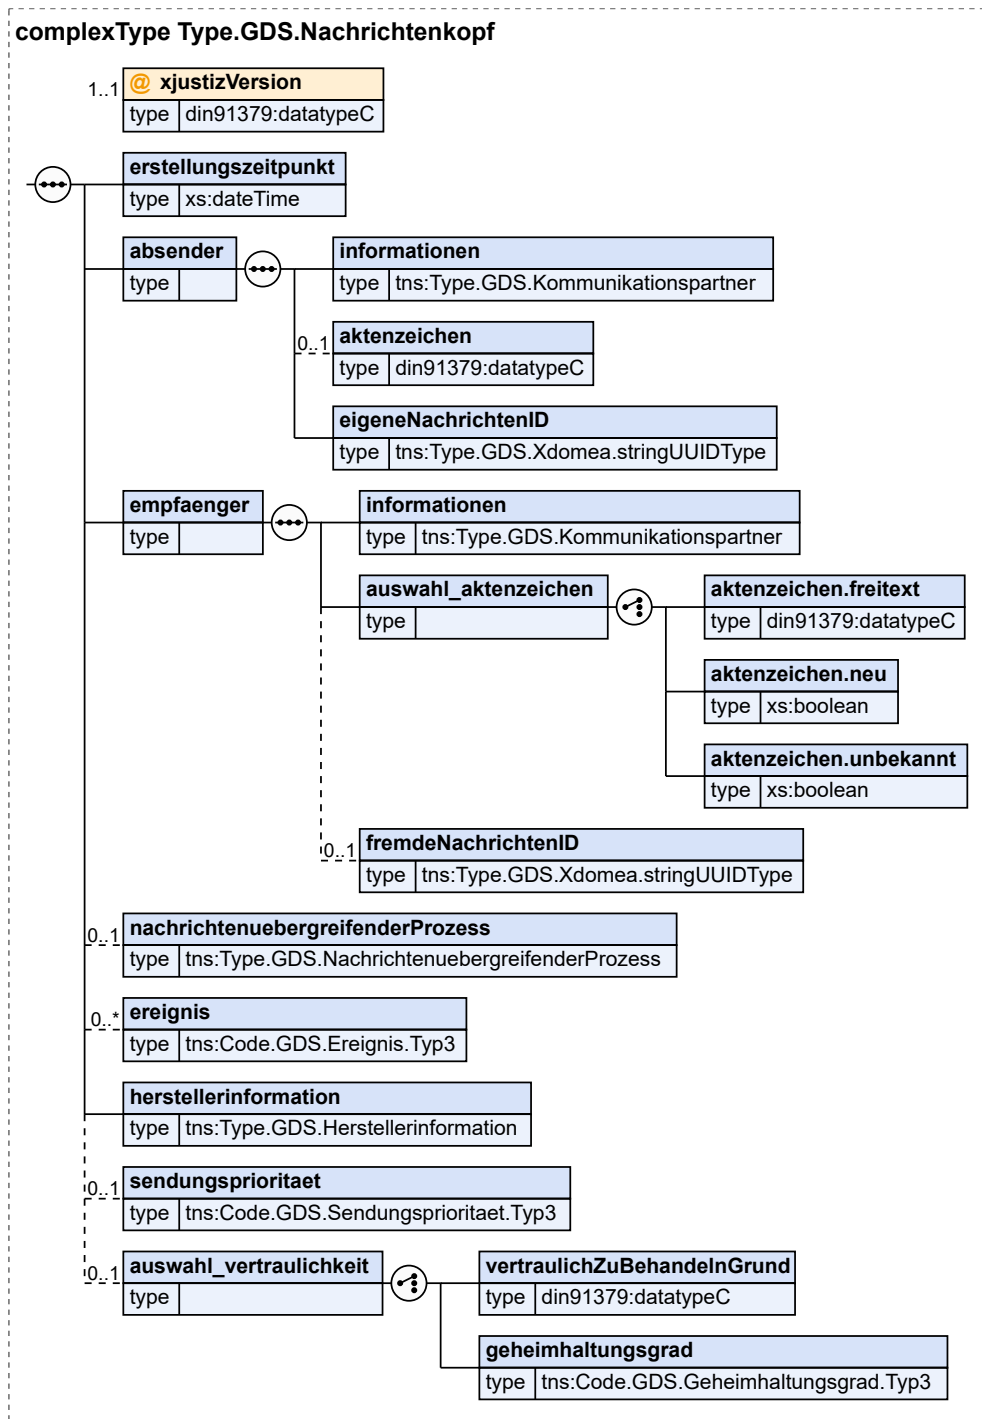 complexType Type.GDS.Nachrichtenkopf
1..1
@ xjustizVersion
type din91379:datatypeC
erstellungszeitpunkt
type xs:dateTime
absender
type
informationen
type tns:Type.GDS.Kommunikationspartner
0..1
aktenzeichen
type din91379:datatypeC
eigeneNachrichtenID
type tns:Type.GDS.Xdomea.stringUUIDType
empfaenger
type
informationen
type tns:Type.GDS.Kommunikationspartner
auswahl_aktenzeichen
type
aktenzeichen.freitext
type din91379:datatypeC
aktenzeichen.neu
type xs:boolean
aktenzeichen.unbekannt
type xs:boolean
0..1
fremdeNachrichtenID
type tns:Type.GDS.Xdomea.stringUUIDType
0..1
nachrichtenuebergreifenderProzess
type tns:Type.GDS.NachrichtenuebergreifenderProzess
0..*
ereignis
type tns:Code.GDS.Ereignis.Typ3
herstellerinformation
type tns:Type.GDS.Herstellerinformation
0..1
sendungsprioritaet
type tns:Code.GDS.Sendungsprioritaet.Typ3
0..1
auswahl_vertraulichkeit
type
vertraulichZuBehandelnGrund
type din91379:datatypeC
geheimhaltungsgrad
type tns:Code.GDS.Geheimhaltungsgrad.Typ3